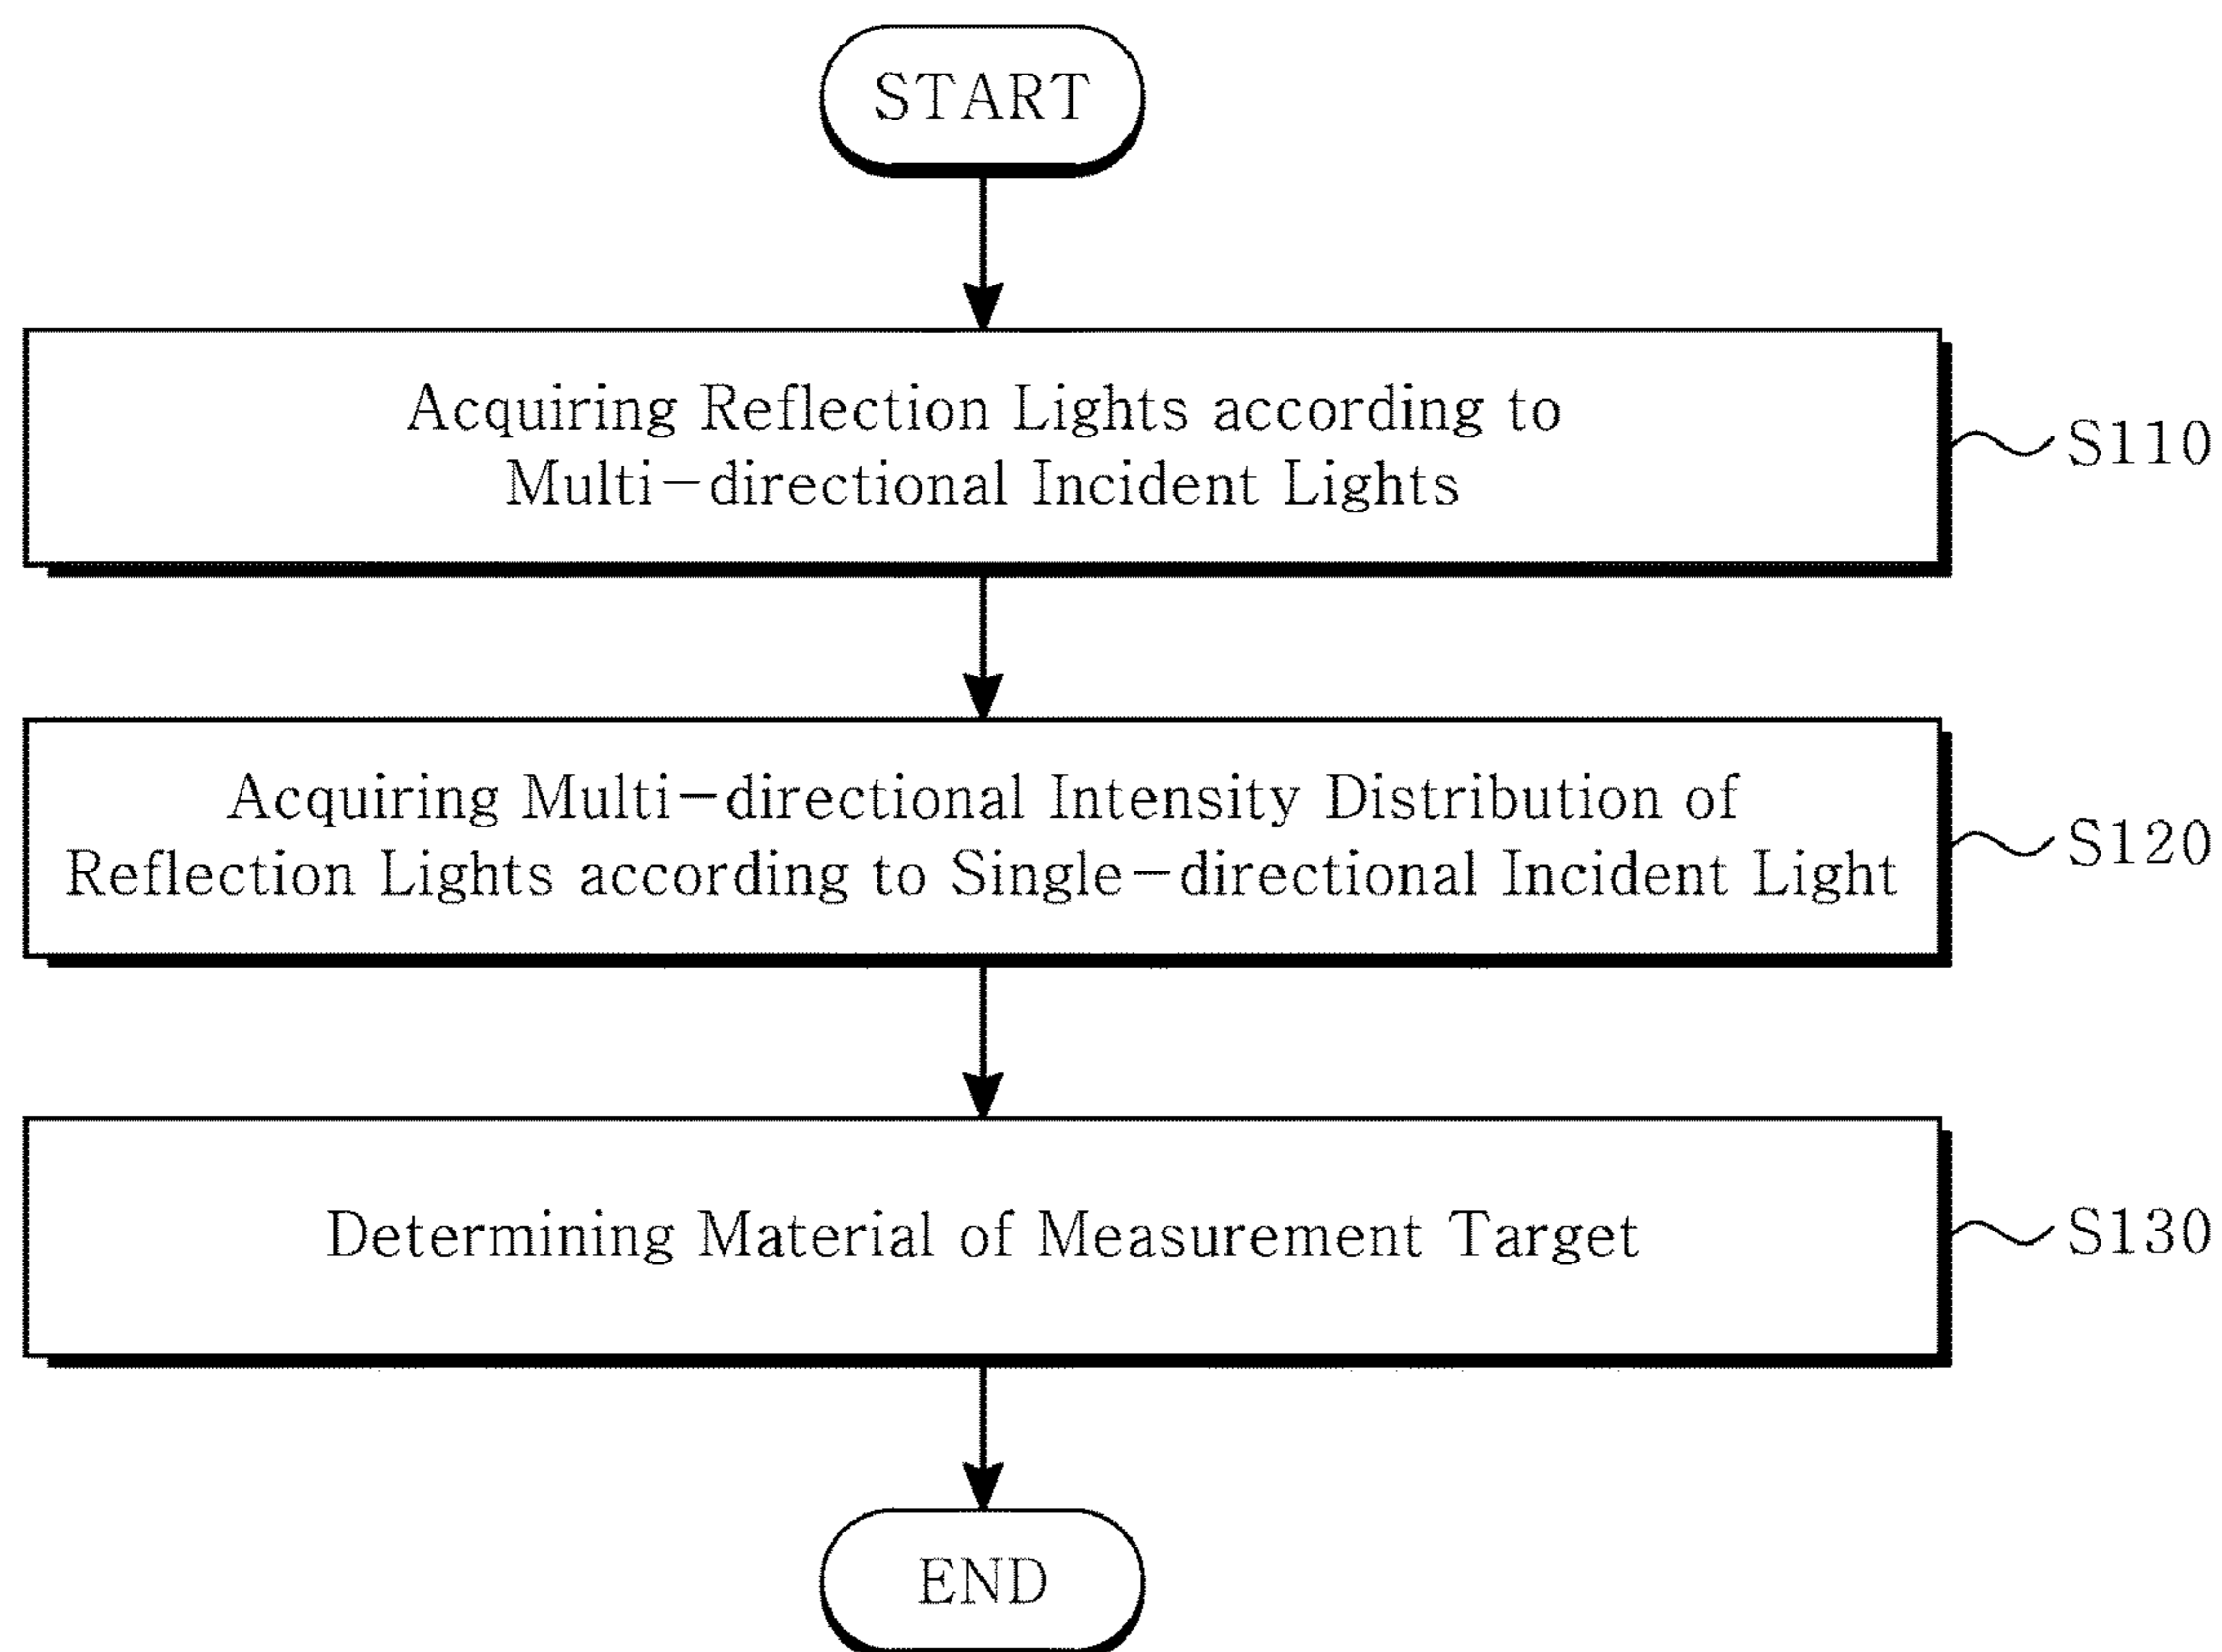 START
Acquiring Reflection Lights according to
Multi-directional Incident Lights
S110
Acquiring Multi-directional Intensity Distribution of
Reflection Lights according to Single-directional Incident Light
S120
Determining Material of Measurement Target
S130
END